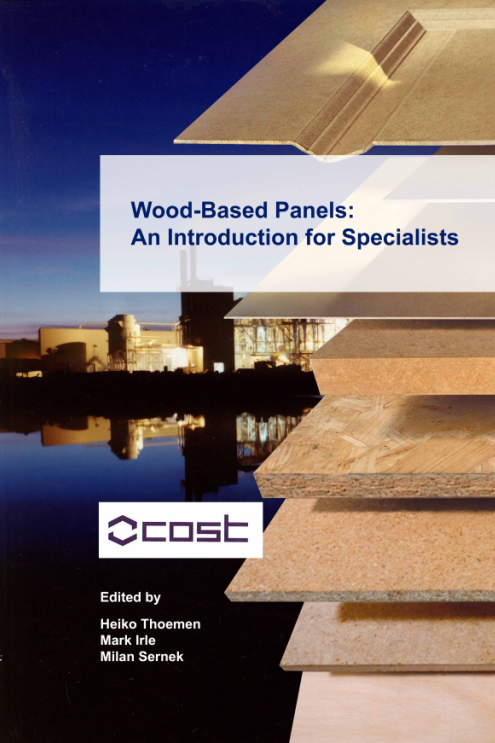 Wood-Based Panels:
An Introduction for Specialists
cost
Edited by
Heiko Thoemen
Mark Irle
Milan Sernek